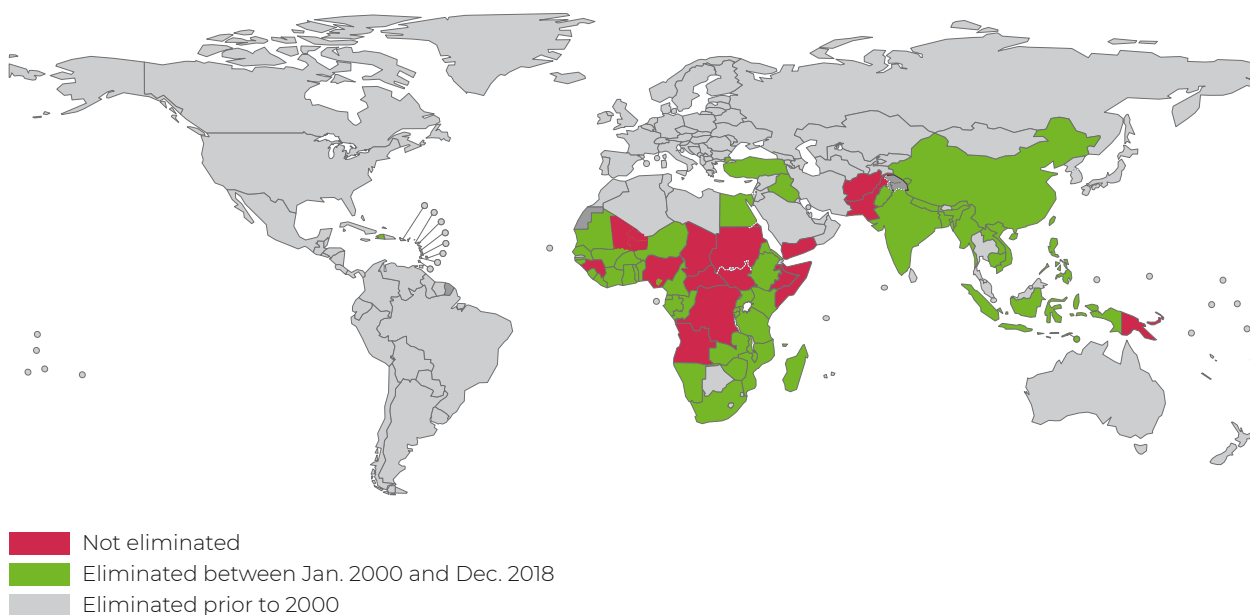 Not eliminated
Eliminated between Jan. 2000 and Dec. 2018
Eliminated prior to 2000